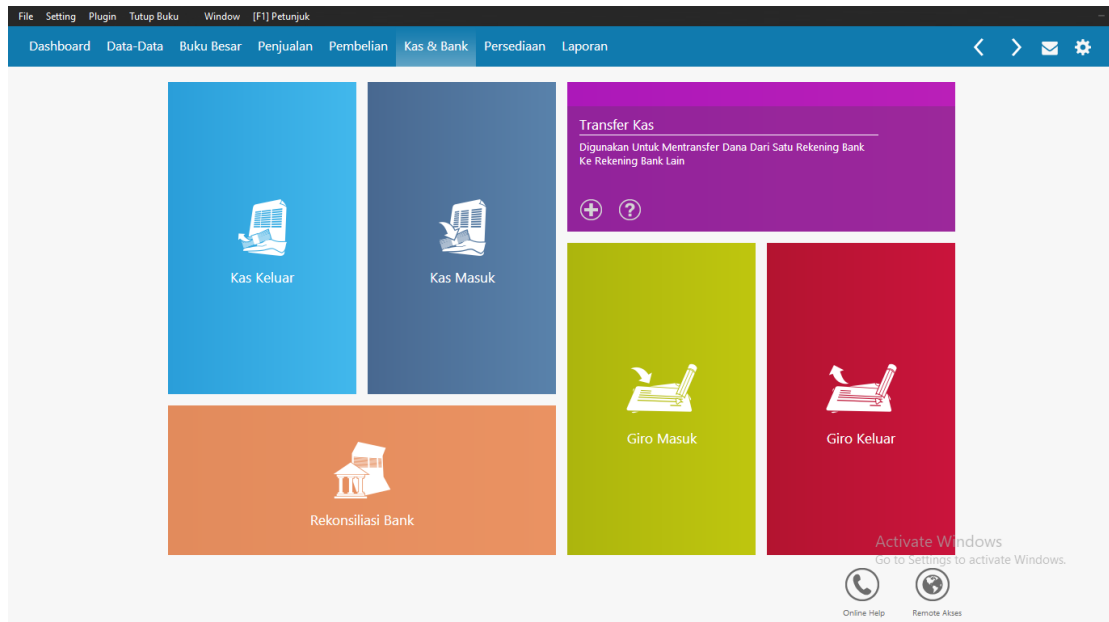 File Setting Plugin Tutup Buku Window [F1] Petunjuk
Dashboard Data-Data Buku Besar Penjualan Pembelian Kas & Bank Persediaan Laporan
Transfer Kas
Digunakan Untuk Mentransfer Dana Dari Satu Rekening Bank
Ke Rekening Bank Lain
Kas Keluar
Kas Masuk
Giro Masuk
Giro Keluar
Rekonsiliasi Bank
Activate Windows
Go to Settings to activate Windows.
Online Help
Remote Akses